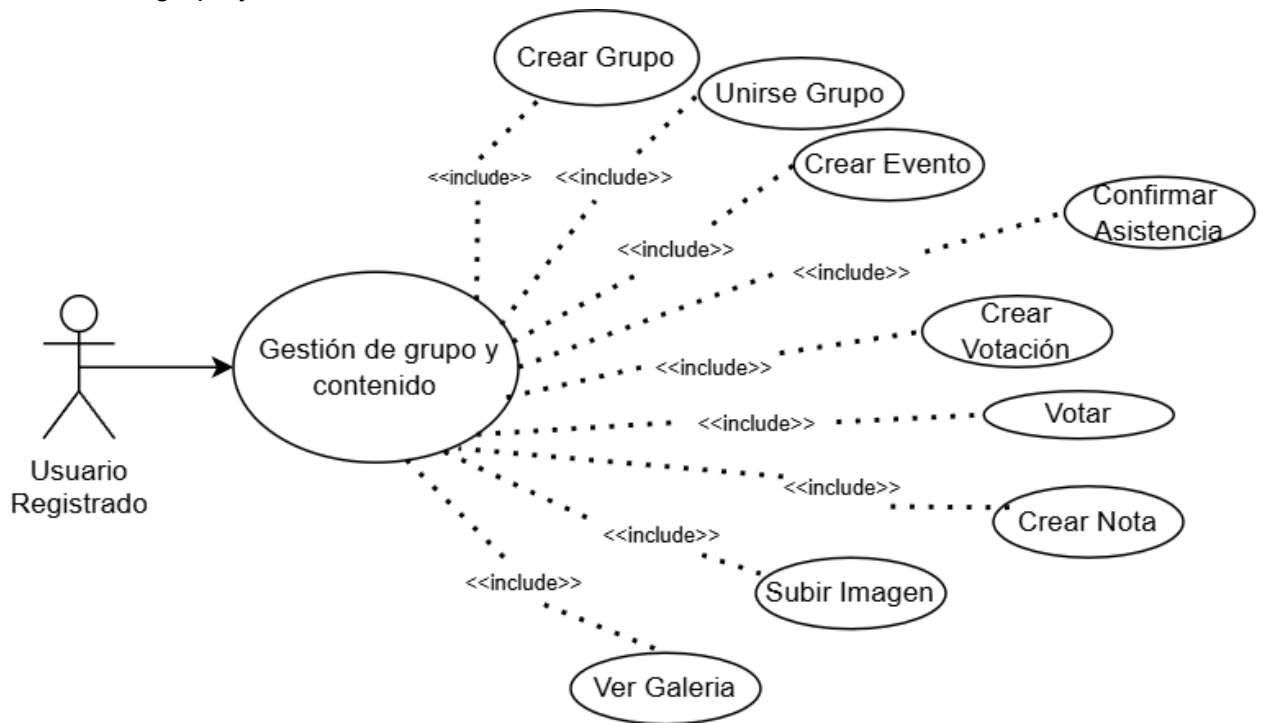 Crear Grupo
Unirse Grupo
Crear Evento
<<include>>
<<include>>
Confirmar
Asistencia
<<include>>
<<include>>
Crear
Votación
Gestión de grupo y
contenido
<<include>>
Votar
<<include>>
Usuario
Registrado
<<include>>
Crear Nota
<<include>>
<<include>>
Subir Imagen
Ver Galeria